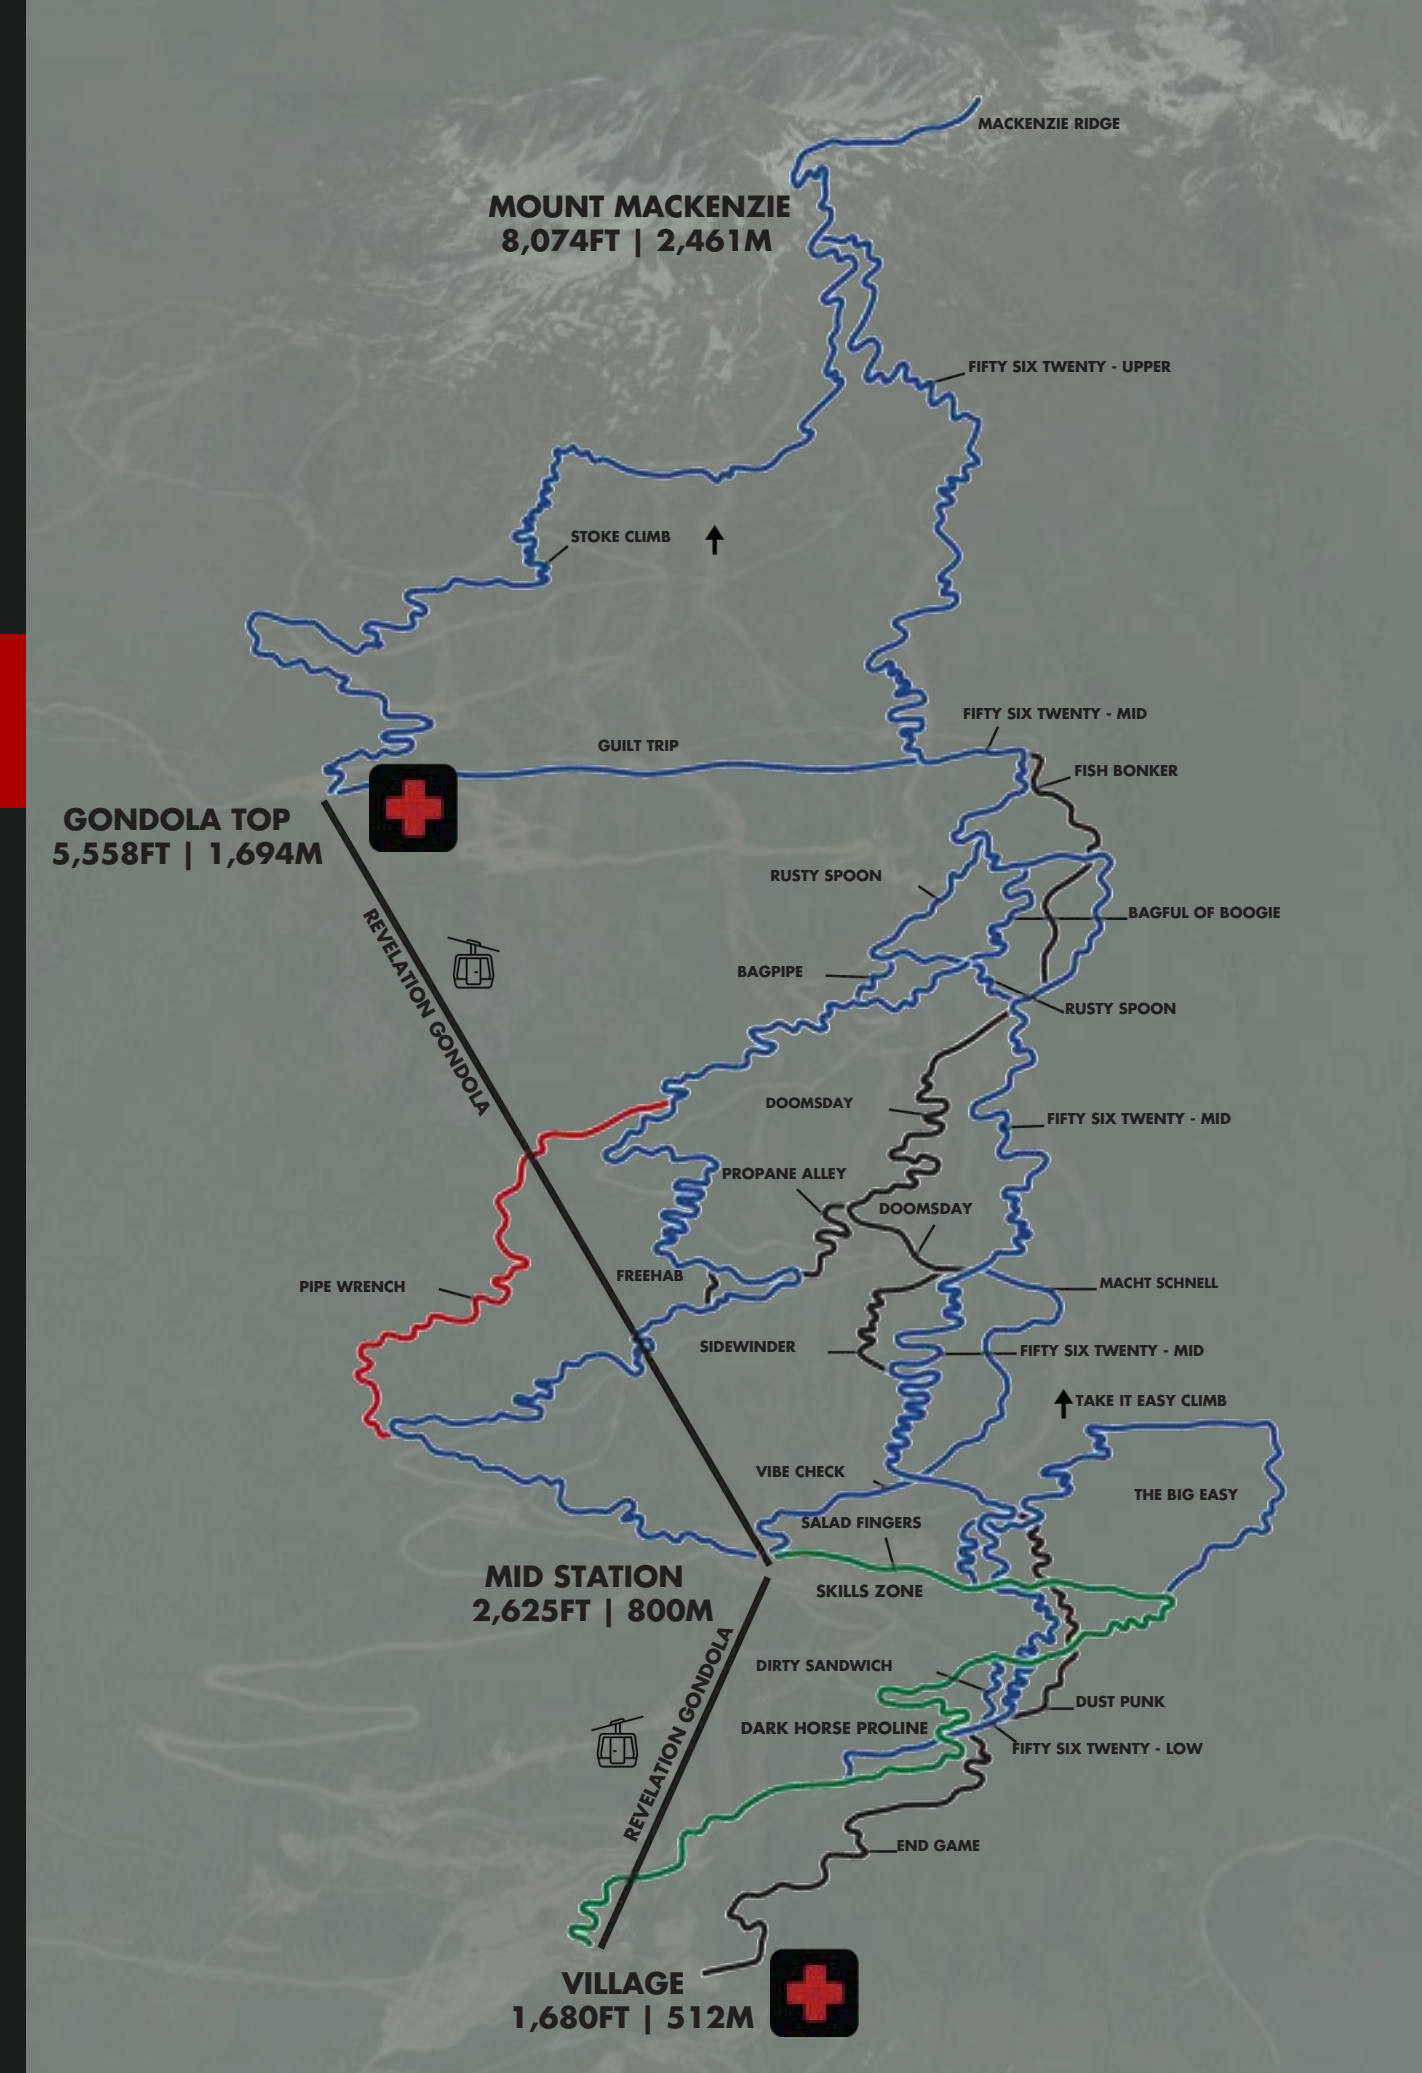 MACKENZIE RIDGE
MOUNT MACKENZIE
8,074FT | 2,461M
FIFTY SIX TWENTY - UPPER
STOKE CLIMB
FIFTY SIX TWENTY - MID
GUILT TRIP
FISH BONKER
GONDOLA TOP
5,558FT | 1,694M
RUSTY SPOON
BAGFUL OF BOOGIE
REVELATION GONDOLA
BAGPIPE
RUSTY SPOON
DOOMSDAY
FIFTY SIX TWENTY - MID
PROPANE ALLEY
DOOMSDAY
FREEHAB
PIPE WRENCH
MACHT SCHNELL
SIDEWINDER
FIFTY SIX TWENTY - MID
TAKE IT EASY CLIMB
VIBE CHECK
THE BIG EASY
SALAD FINGERS
MID STATION
2,625FT | 800M
SKILLS ZONE
REVELATION GONDOLA
DIRTY SANDWICH
DUST PUNK
DARK HORSE PROLINE
FIFTY SIX TWENTY - LOW
END GAME
VILLAGE
1,680FT | 512M